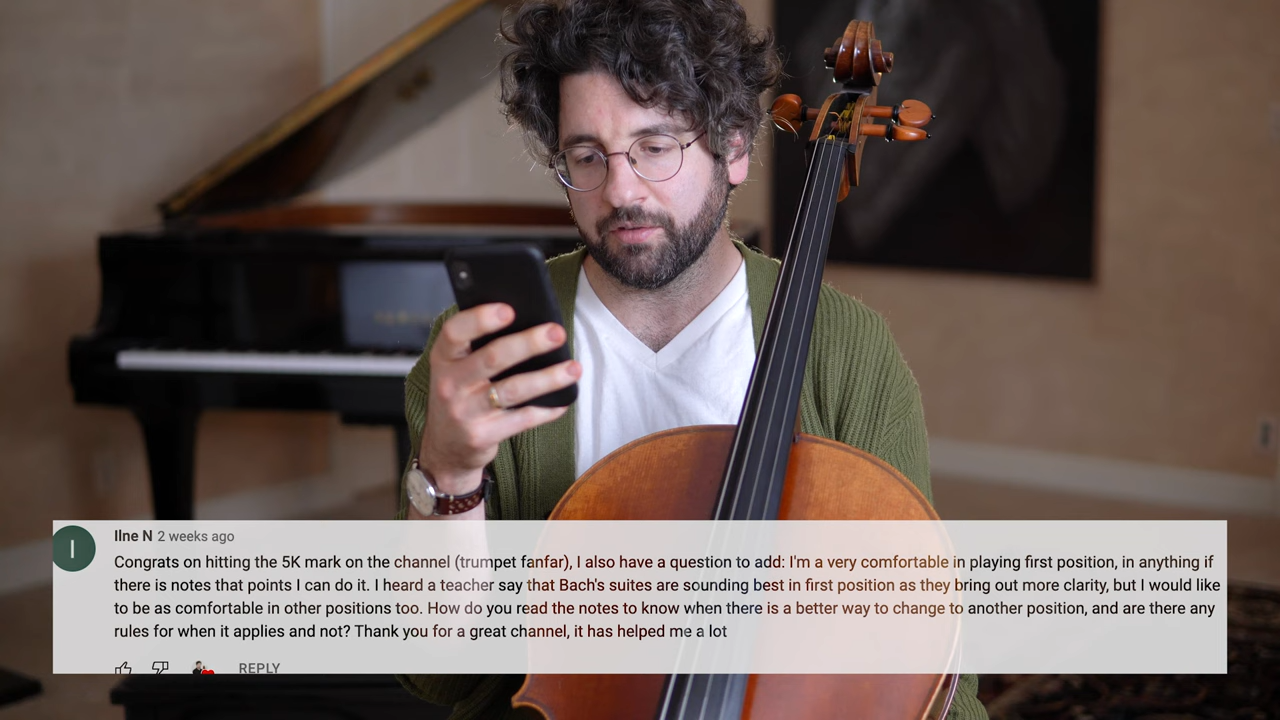 Ilne N 2 weeks ago
Congrats on hitting the 5K mark on the channel (trumpet fanfar), I also have a question to add: I'm a very comfortable in playing first position, in anything if
there is notes that points I can do it. I heard a teacher say that Bach's suites are sounding best in first position as they bring out more clarity, but I would like
to be as comfortable in other positions too. How do you read the notes to know when there is a better way to change to another position, and are there any
rules for when it applies and not? Thank you for a great channel, it has helped me a lot
REPLY